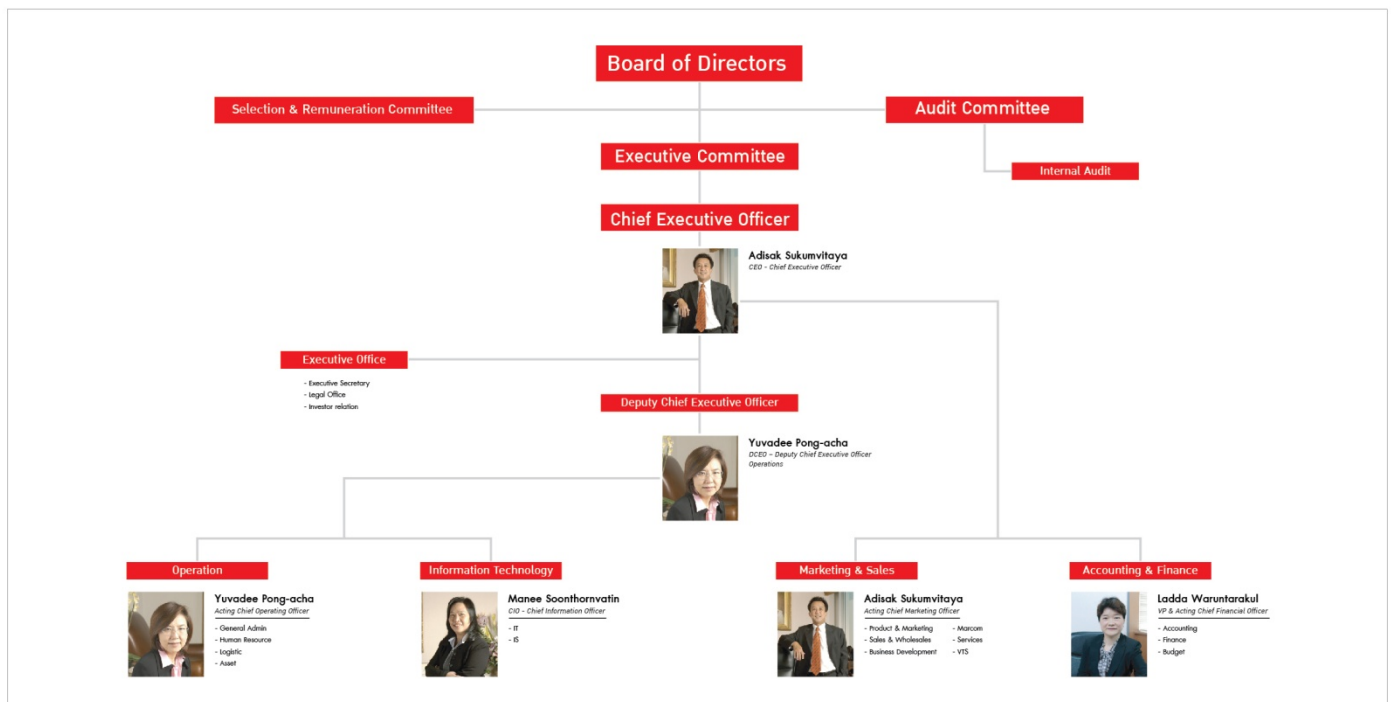 Board of Directors
Selection & Remuneration Committee
Audit Committee
Executive Committee
Internal Audit
Chief Executive Officer
Adisak Sukumvitaya
CEO - Chief Executive Officer
Executive Office
- Executive Secretary
- Legal Office
- Investor relation
Deputy Chief Executive Officer
Yuvadee Pong-acha
DCEO – Deputy Chief Executive Officer
Operations
Operation
Yuvadee Pong-acha
Acting Chief Operating Officer
- General Admin
- Human Resource
- Logistic
- Asset
Information Technology
Manee Soonthornvatin
CIO - Chief Information Officer
- IT
- IS
Marketing & Sales
Adisak Sukumvitaya
Acting Chief Marketing Officer
- Product & Marketing
- Sales & Wholesales
- Business Development
- Marcom
- Services
- VTS
Accounting & Finance
Ladda Waruntarakul
VP & Acting Chief Financial Officer
- Accounting
- Finance
- Budget